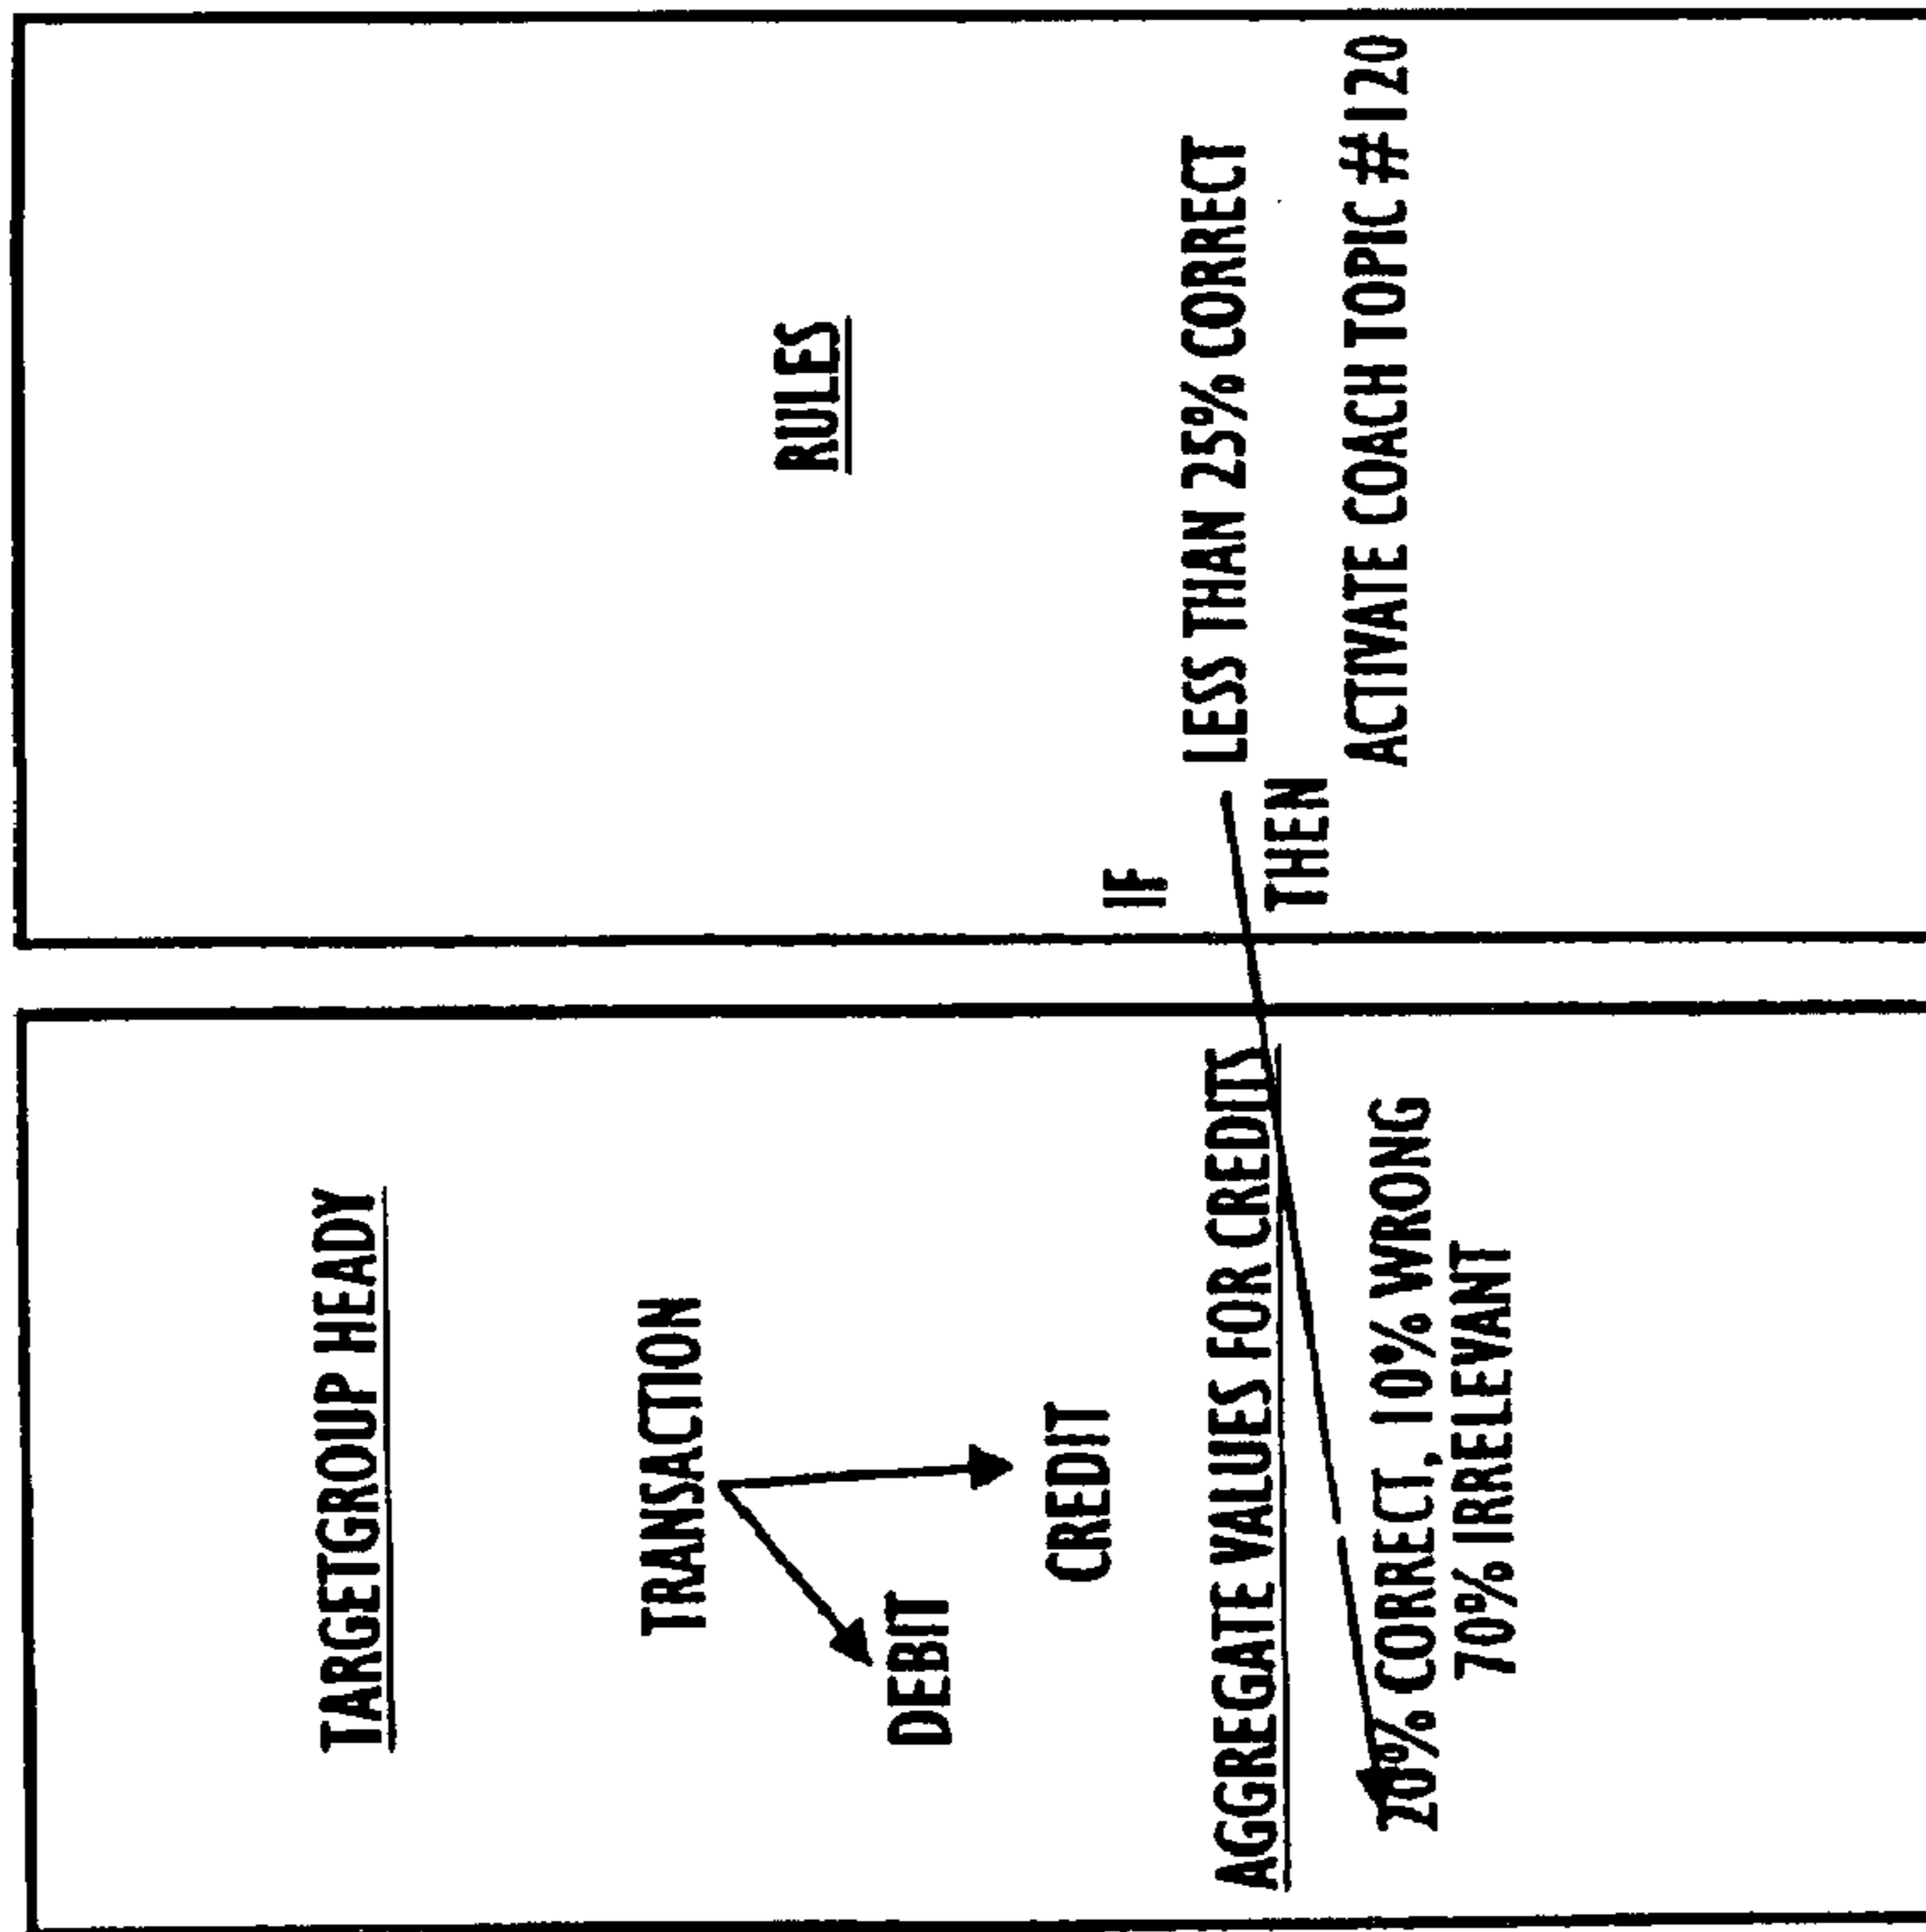 TARGETGROUP HEADY
TRANSACTION
DEBIT
CREDIT
AGGREGATE VALUES FOR CREDITS
20% CORRECT, 10% WRONG
70% IRRELEVANT
RULES
IF
LESS THAN 25% CORRECT
THEN
ACTIVATE COACH TOPIC #120